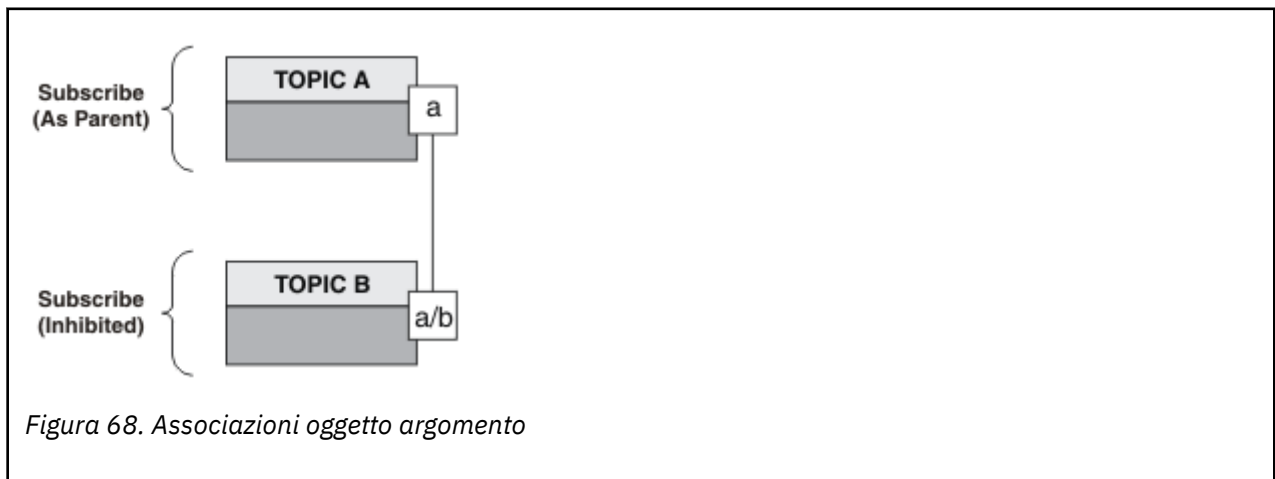 Subscribe
(As Parent)
TOPIC A
a
Subscribe
(Inhibited)
TOPIC B
a/b
Figura 68. Associazioni oggetto argomento